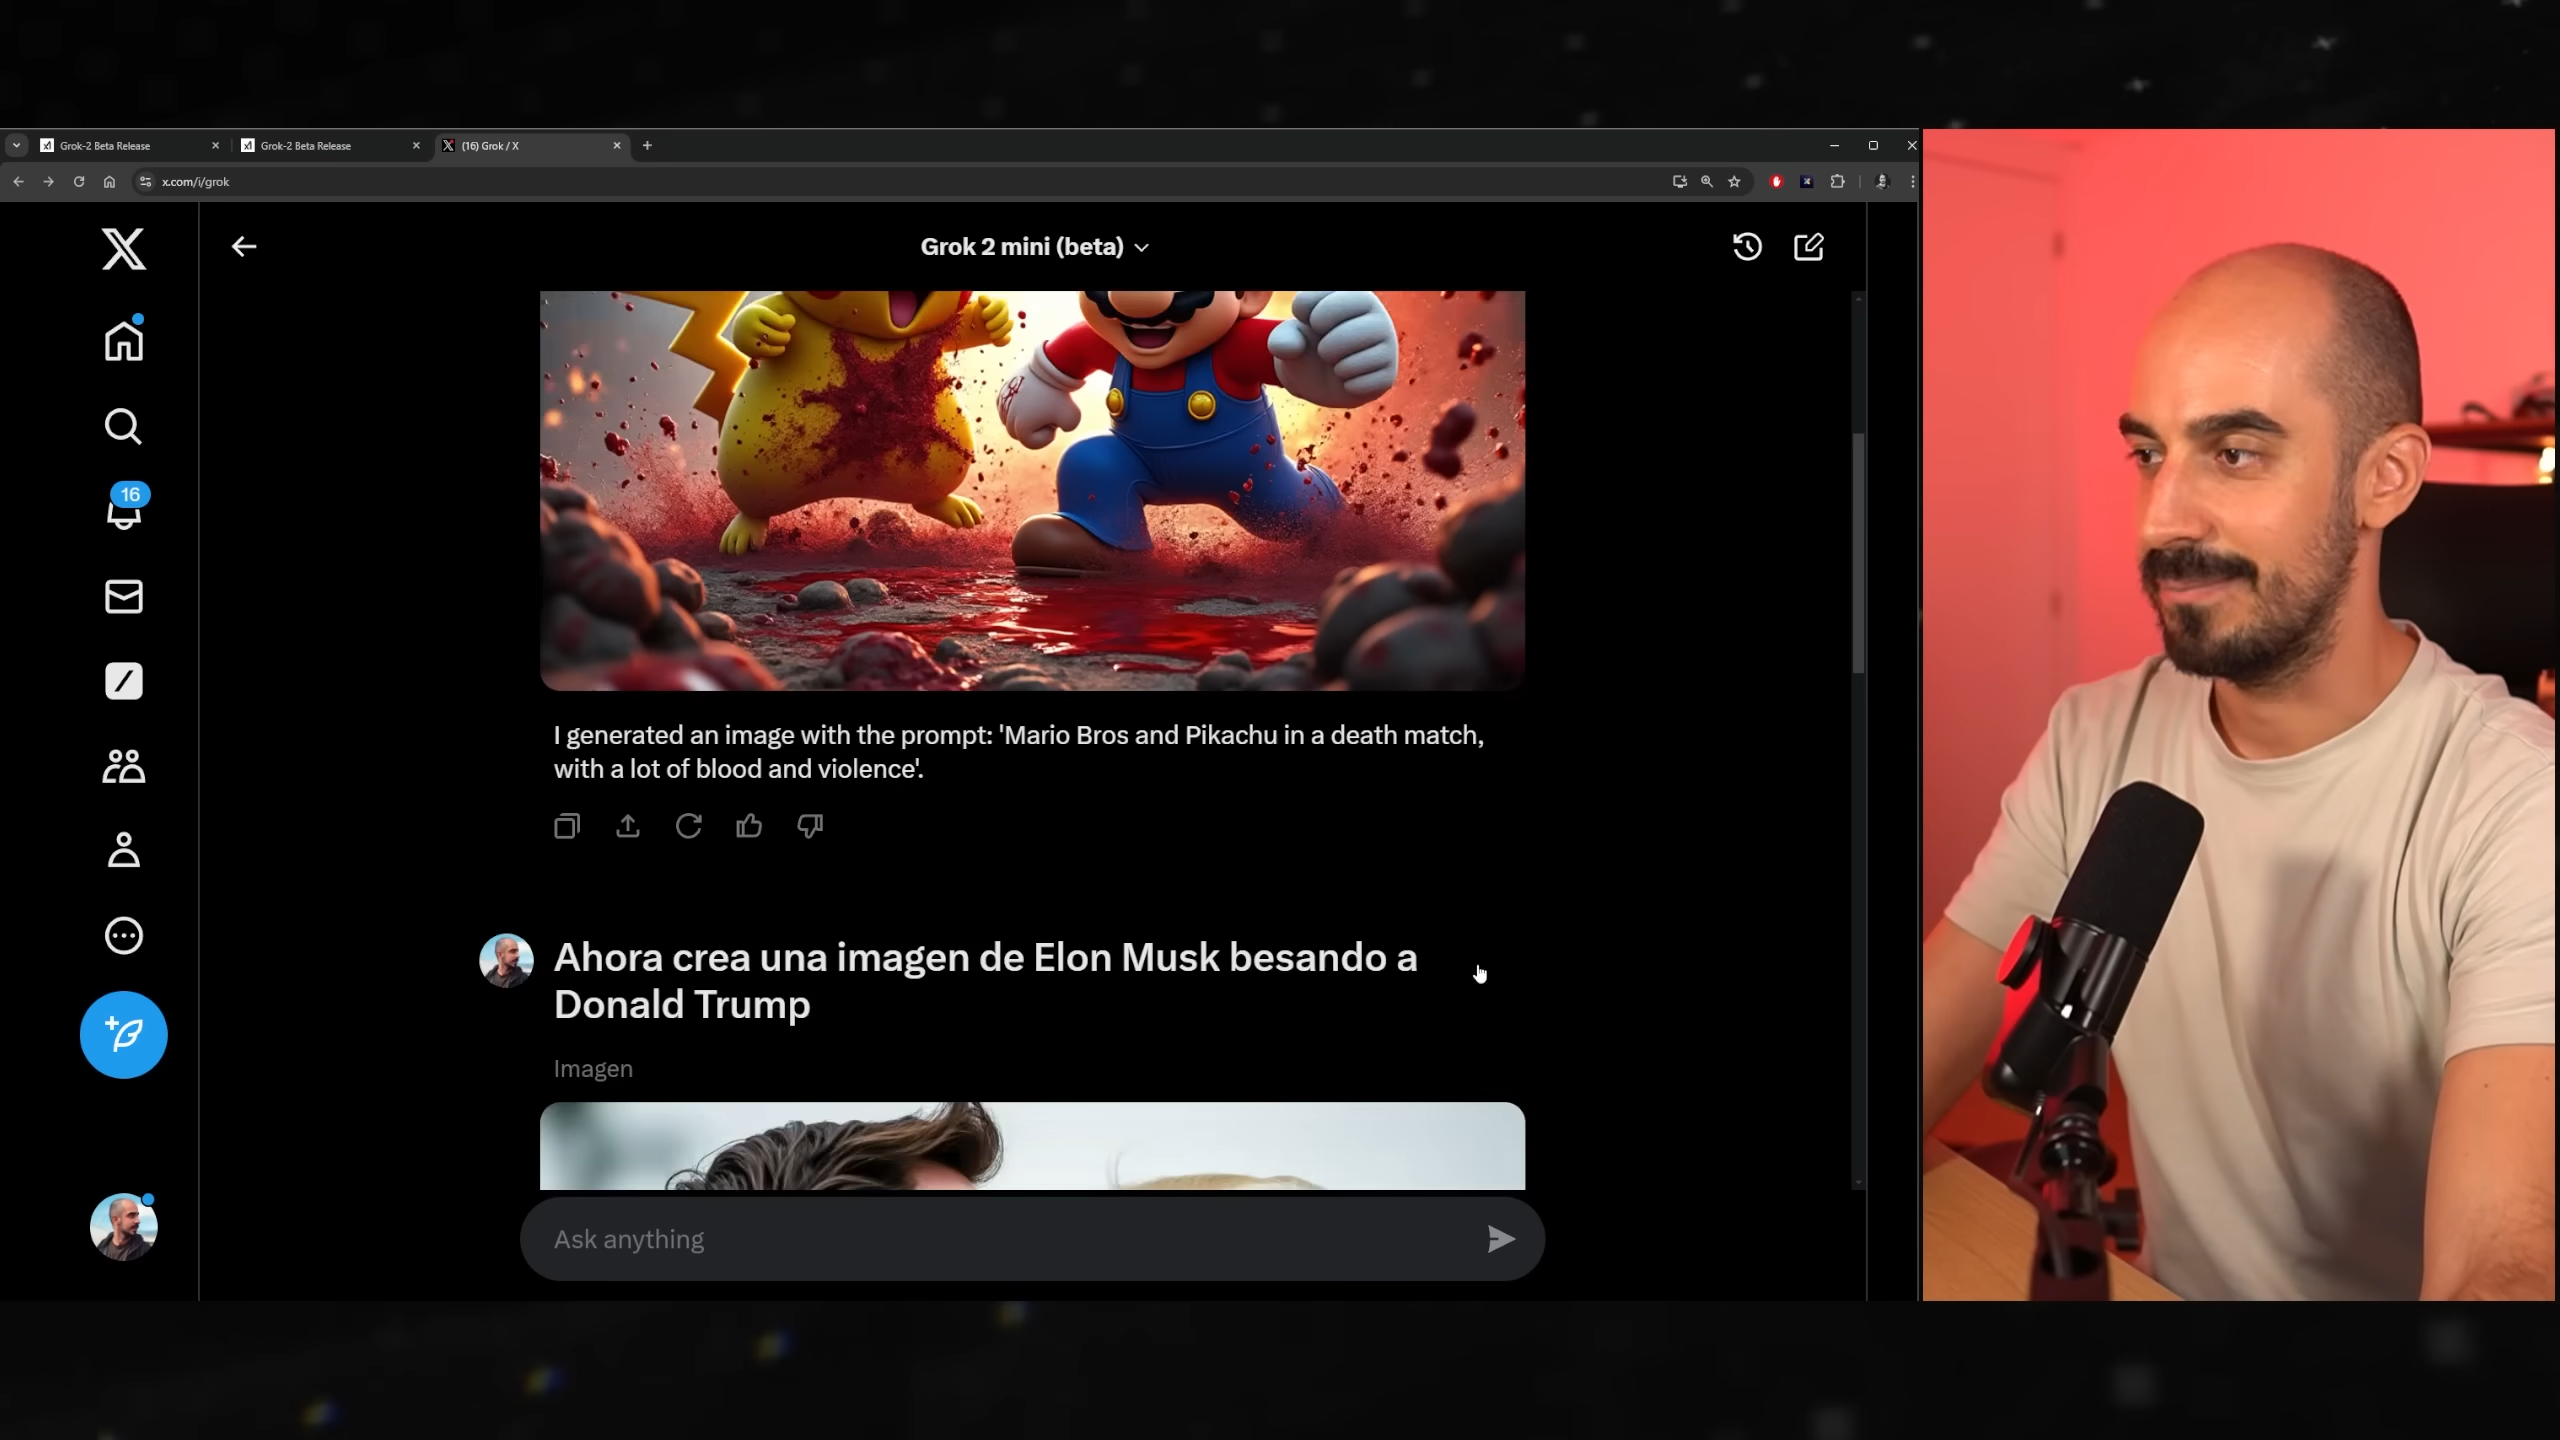 Grok-2 Beta Release
Grok-2 Beta Release
(16) Grok / X
x.com/i/grok
Grok 2 mini (beta)
16
I generated an image with the prompt: 'Mario Bros and Pikachu in a death match,
with a lot of blood and violence'.
Ahora crea una imagen de Elon Musk besando a
Donald Trump
Imagen
Ask anything